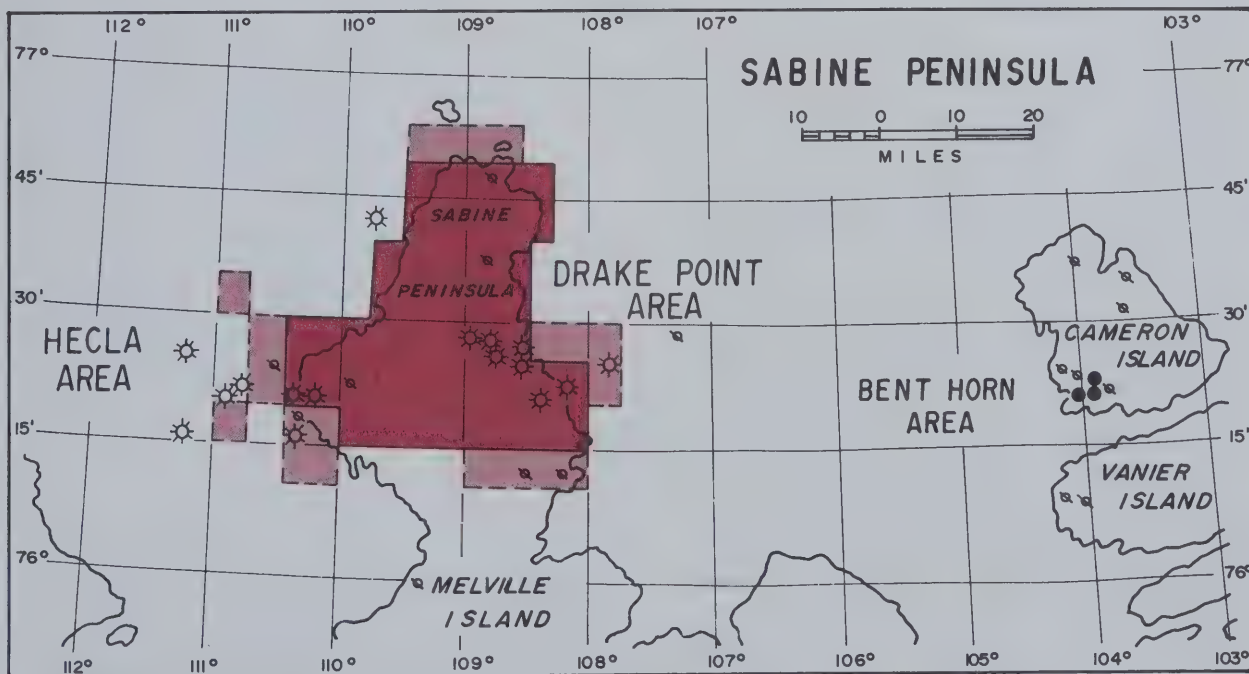 112° 111° 110° 109° 108° 107° 103°
77° 77°
SABINE PENINSULA
10 0 10 20
MILES
45' 45'
SABINE
PENINSULA
DRAKE POINT
AREA
30' 30'
HECLA
AREA
CAMERON
ISLAND
BENT HORN
AREA
15' 15'
VANIER
ISLAND
76° 76°
MELVILLE
ISLAND
112° 111° 110° 109° 108° 107° 106° 105° 104° 103°